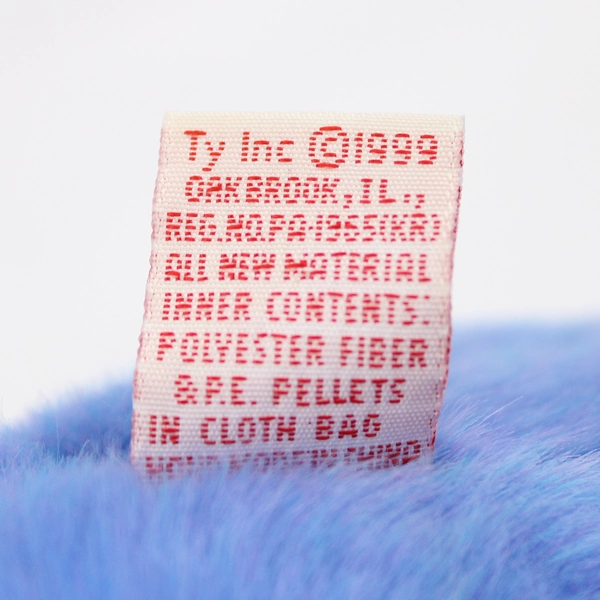 Ty Inc ©1999
OAKBROOK,IL.,
REG.NO.PA·1965(KR)
ALL NEW MATERIAL
INNER CONTENTS:
POLYESTER FIBER
&P.E. PELLETS
IN CLOTH BAG